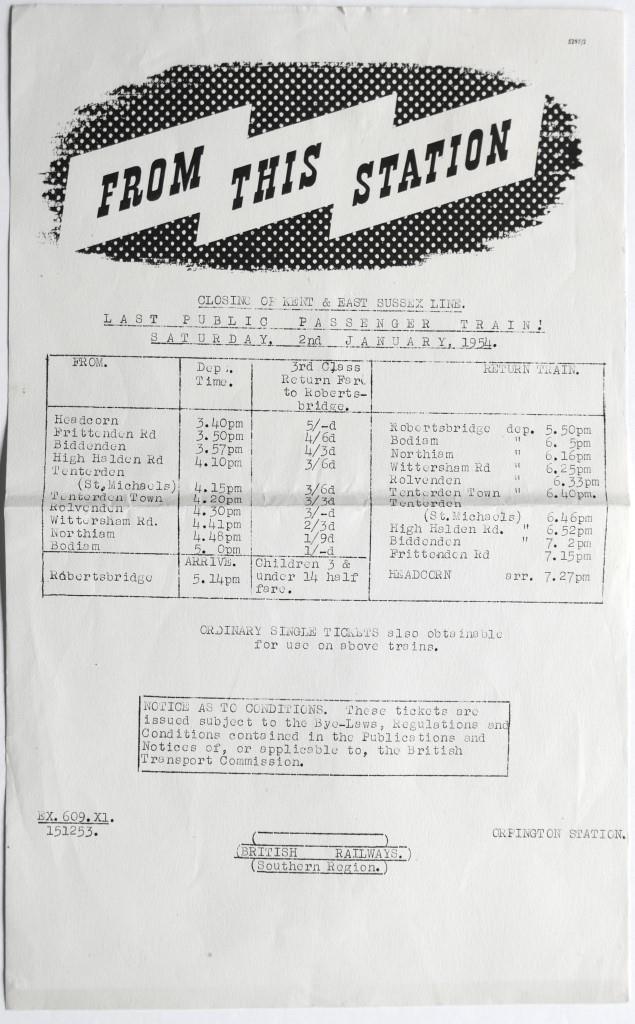 FROM THIS STATION
CLOSING OF KENT & EAST SUSSEX LINE.
LAST PUBLIC PASSENGER TRAIN!
SATURDAY, 2nd JANUARY, 1954.
FROM. Dep. Time. 3rd Class Return Fare to Roberts-bridge. RETURN TRAIN.
Headcorn 3.40pm 5/-d Robertsbridge dep. 5.50pm
Frittenden Rd 3.50pm 4/6d Bodiam " 6. 5pm
Biddenden 3.57pm 4/3d Northiam " 6.16pm
High Halden Rd 4.10pm 3/6d Wittersham Rd " 6.25pm
Tenterden Rolvenden 6.33pm
(St.Michaels) 4.15pm 3/6d Tenterden Town " 6.40pm.
Tenterden Town 4.20pm 3/3d Tenterden
Rolvenden 4.30pm 3/-d (St.Michaels) 6.46pm
Wittersham Rd. 4.41pm 2/3d High Halden Rd. " 6.52pm
Northiam 4.48pm 1/9d Biddenden " 7. 2pm
Bodiam 5. 0pm 1/-d Frittenden Rd 7.15pm
ARRIVE. Children 3 &
Robertsbridge 5.14pm under 14 half HEADCORN arr. 7.27pm
fare.
ORDINARY SINGLE TICKETS also obtainable
for use on above trains.
NOTICE AS TO CONDITIONS. These tickets are
issued subject to the Bye-Laws, Regulations and
Conditions contained in the Publications and
Notices of, or applicable to, the British
Transport Commission.
EX. 609.X1.
151253.
ORPINGTON STATION.
(BRITISH RAILWAYS.)
(Southern Region.)